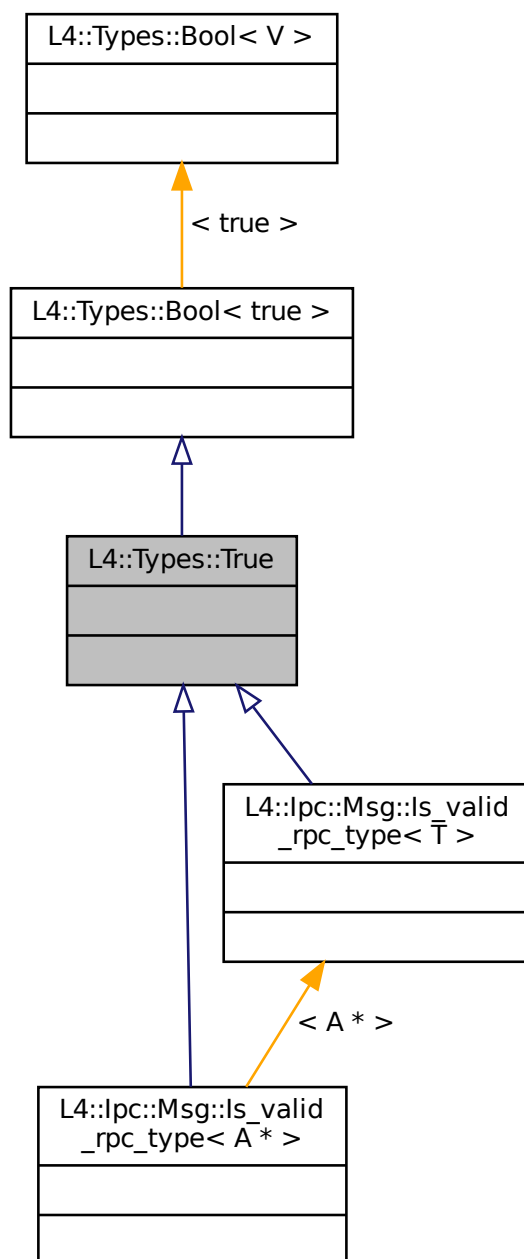 L4::Types::Bool< V >
< true >
L4::Types::Bool< true >
L4::Types::True
L4::Ipc::Msg::Is_valid
_rpc_type< T >
< A * >
L4::Ipc::Msg::Is_valid
_rpc_type< A * >